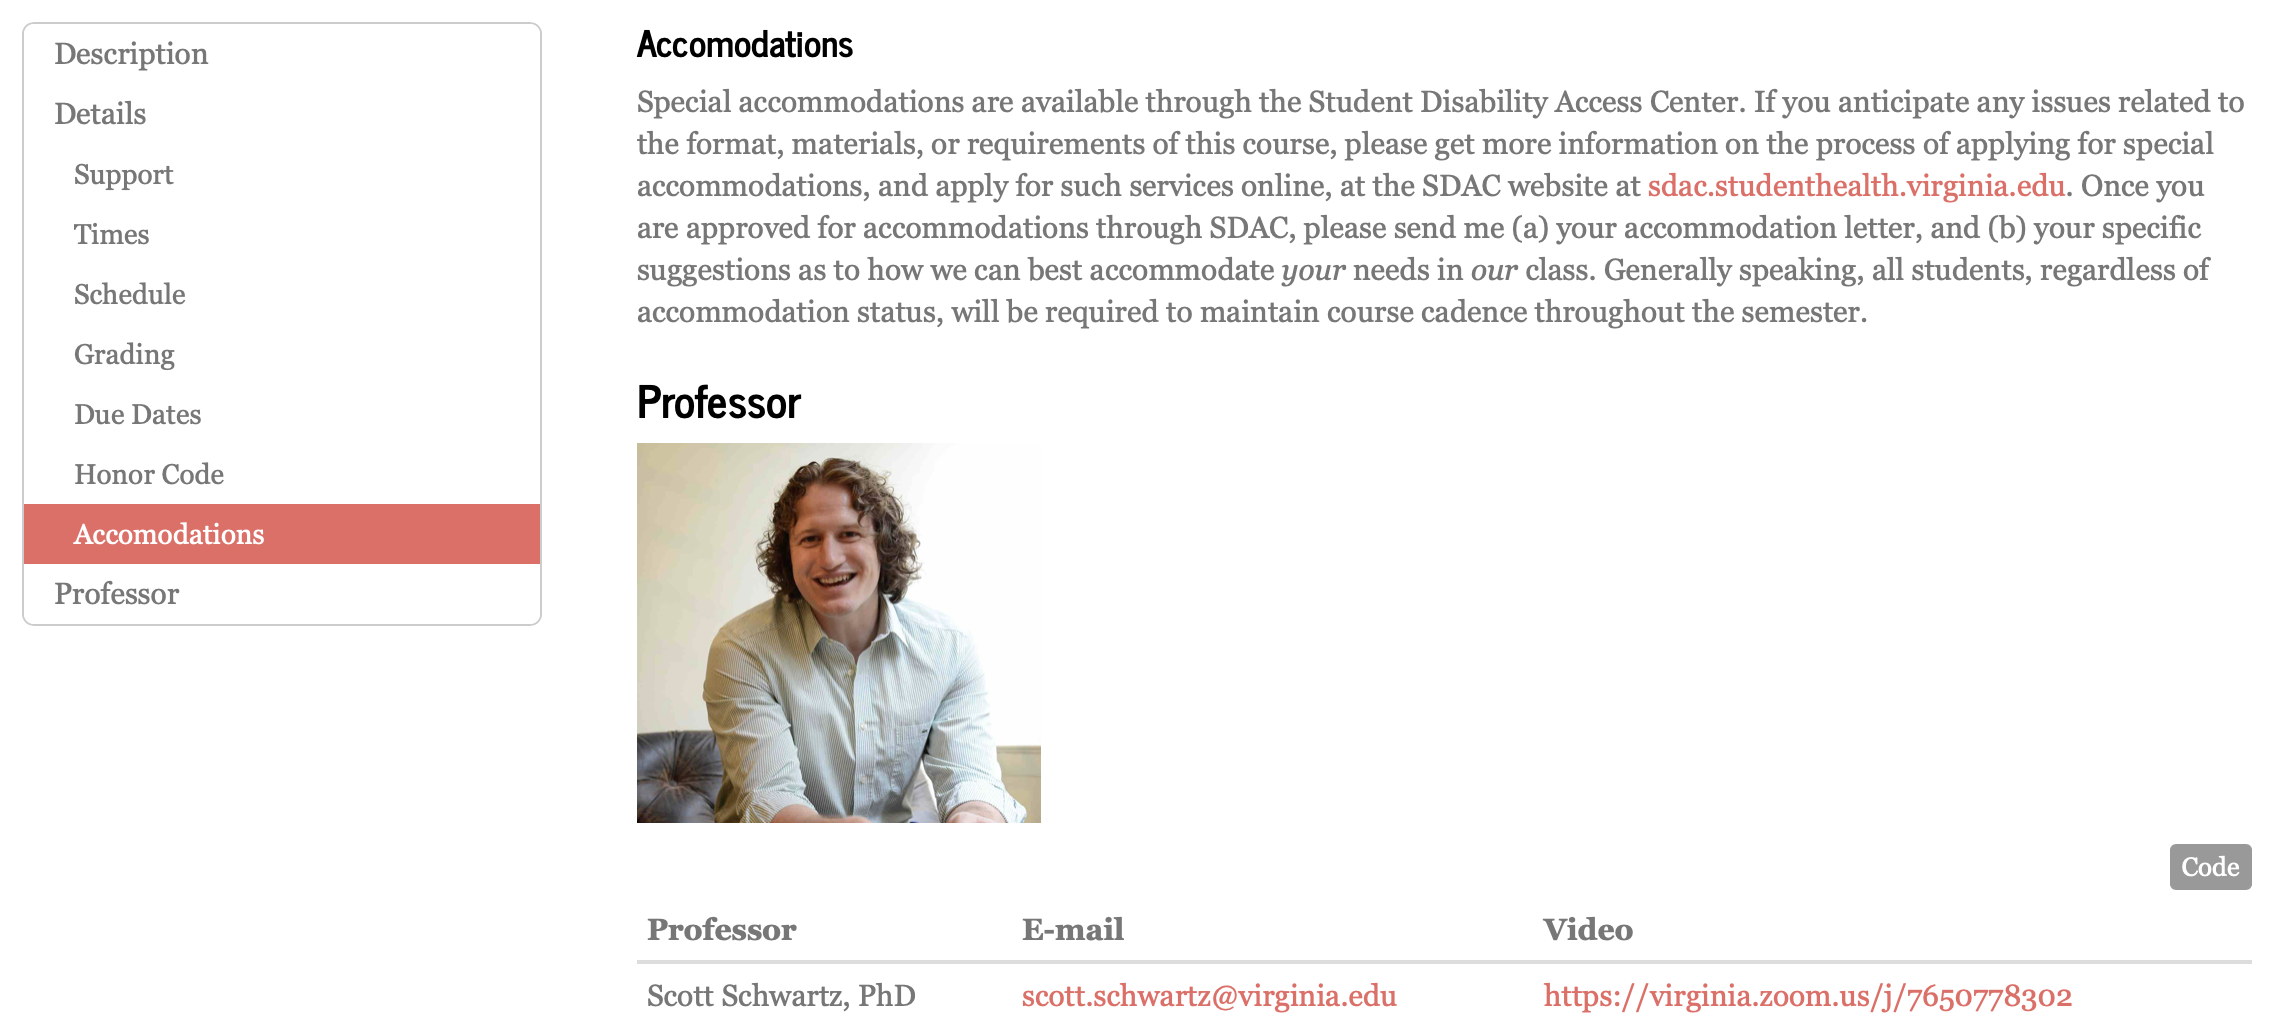 Description
Details
Support
Times
Schedule
Grading
Due Dates
Honor Code
Accomodations
Professor
Accomodations
Special accommodations are available through the Student Disability Access Center. If you anticipate any issues related to
the format, materials, or requirements of this course, please get more information on the process of applying for special
accommodations, and apply for such services online, at the SDAC website at sdac.studenthealth.virginia.edu. Once you
are approved for accommodations through SDAC, please send me (a) your accommodation letter, and (b) your specific
suggestions as to how we can best accommodate your needs in our class. Generally speaking, all students, regardless of
accommodation status, will be required to maintain course cadence throughout the semester.
Professor
Code
Professor E-mail Video
Scott Schwartz, PhD scott.schwartz@virginia.edu https://virginia.zoom.us/j/7650778302